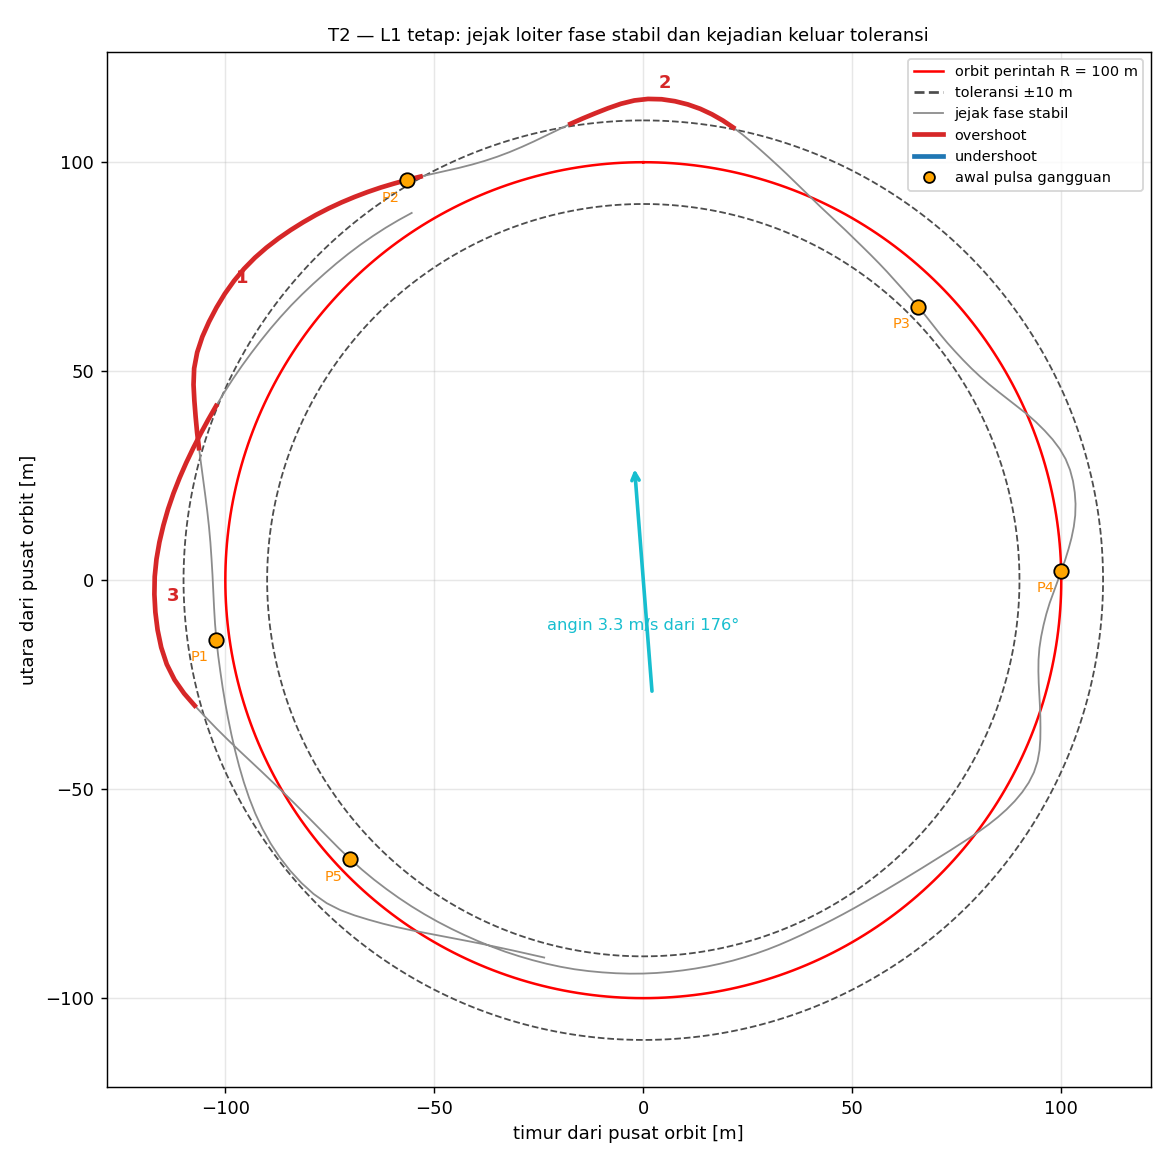 T2 — L1 tetap: jejak loiter fase stabil dan kejadian keluar toleransi
orbit perintah R = 100 m
toleransi ±10 m
jejak fase stabil
overshoot
undershoot
awal pulsa gangguan
2
P2
1
P3
3
P4
P1
P5
angin 3.3 m/s dari 176°
100
50
0
−50
−100
utara dari pusat orbit [m]
−100
−50
0
50
100
timur dari pusat orbit [m]